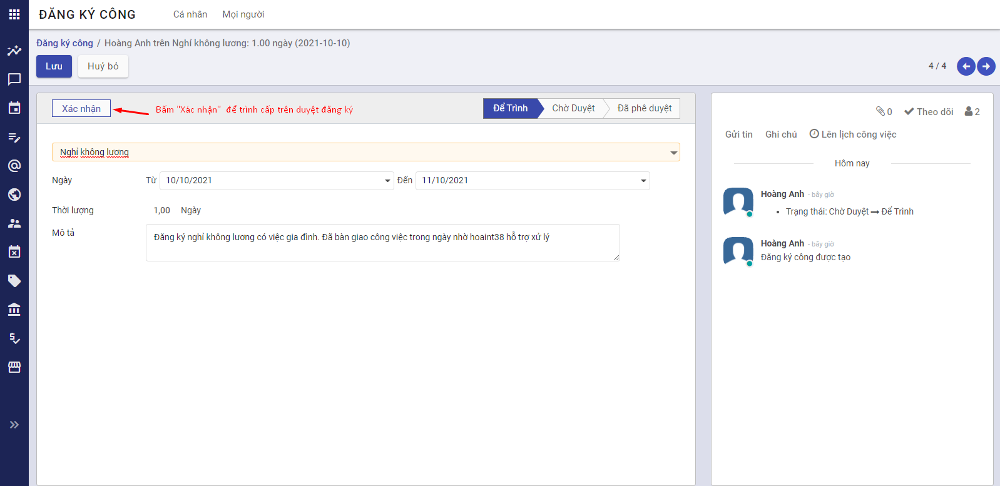 ĐĂNG KÝ CÔNG Cá nhân Mọi người
Đăng ký công / Hoàng Anh trên Nghỉ không lương: 1.00 ngày (2021-10-10)
Lưu Huỷ bỏ 4 / 4
Xác nhận Bấm "Xác nhận" để trình cấp trên duyệt đăng ký Để Trình Chờ Duyệt Đã phê duyệt
Nghỉ không lương
Ngày Từ 10/10/2021 Đến 11/10/2021
Thời lượng 1,00 Ngày
Mô tả Đăng ký nghỉ không lương có việc gia đình. Đã bàn giao công việc trong ngày nhờ hoaint38 hỗ trợ xử lý
0 Theo dõi 2
Gửi tin Ghi chú Lên lịch công việc
Hôm nay
Hoàng Anh - bây giờ
• Trạng thái: Chờ Duyệt → Để Trình
Hoàng Anh - bây giờ
Đăng ký công được tạo